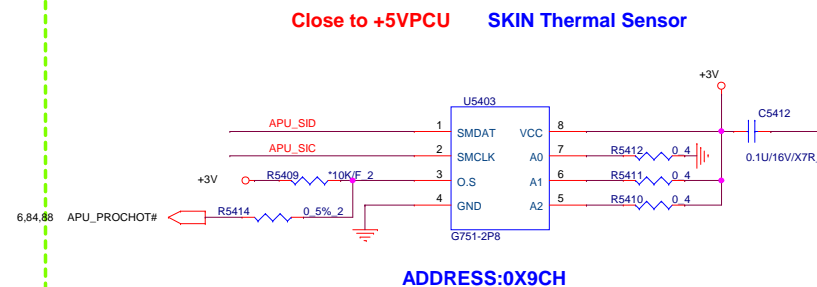 Close to +5VPCU SKIN Thermal Sensor
+3V
U5403
C5412
APU_SID 1 SMDAT VCC 8
0.1U/16V/X7R_
APU_SIC 2 SMCLK A0 7 R5412 0_4
+3V R5409 *10K/F_2 3 O.S A1 6 R5411 0_4
4 GND A2 5 R5410 0_4
6,84,88 APU_PROCHOT# R5414 0_5%_2
G751-2P8
ADDRESS:0X9CH